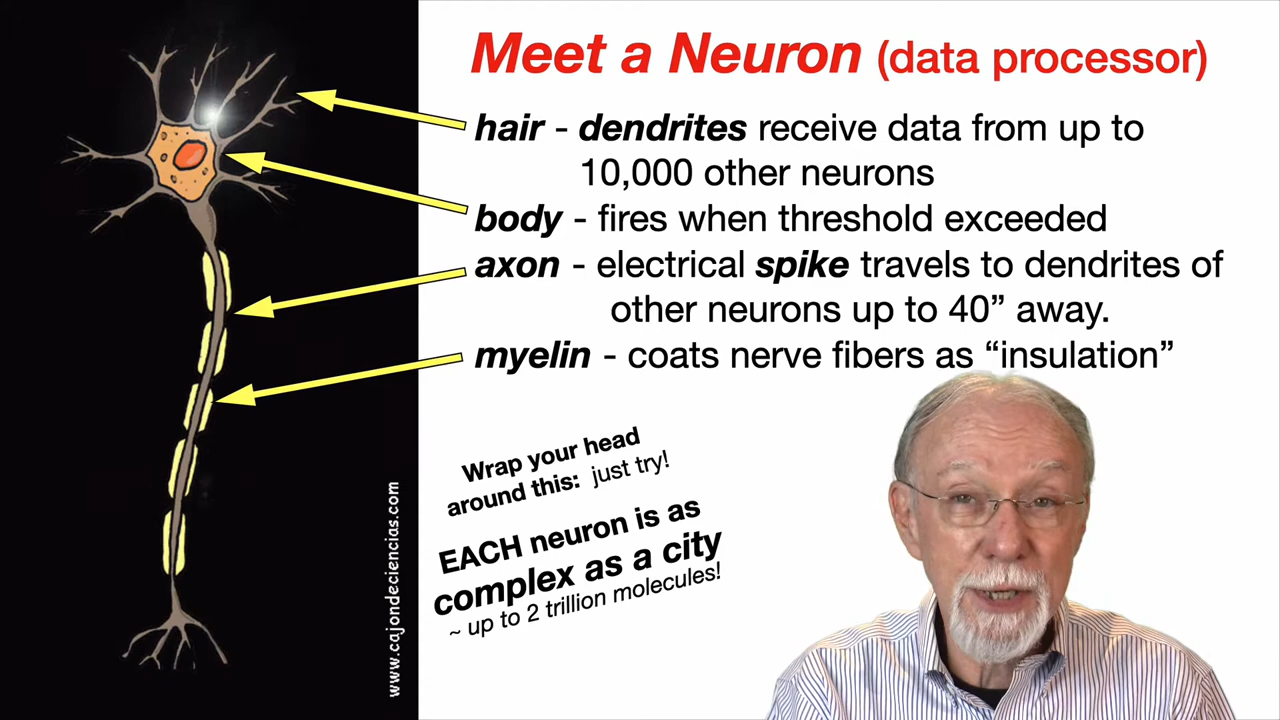 Meet a Neuron (data processor)
hair - dendrites receive data from up to
10,000 other neurons
body - fires when threshold exceeded
axon - electrical spike travels to dendrites of
other neurons up to 40” away.
myelin - coats nerve fibers as “insulation”
Wrap your head
around this: just try!
EACH neuron is as
complex as a city
~ up to 2 trillion molecules!
www.cajondeciencias.com